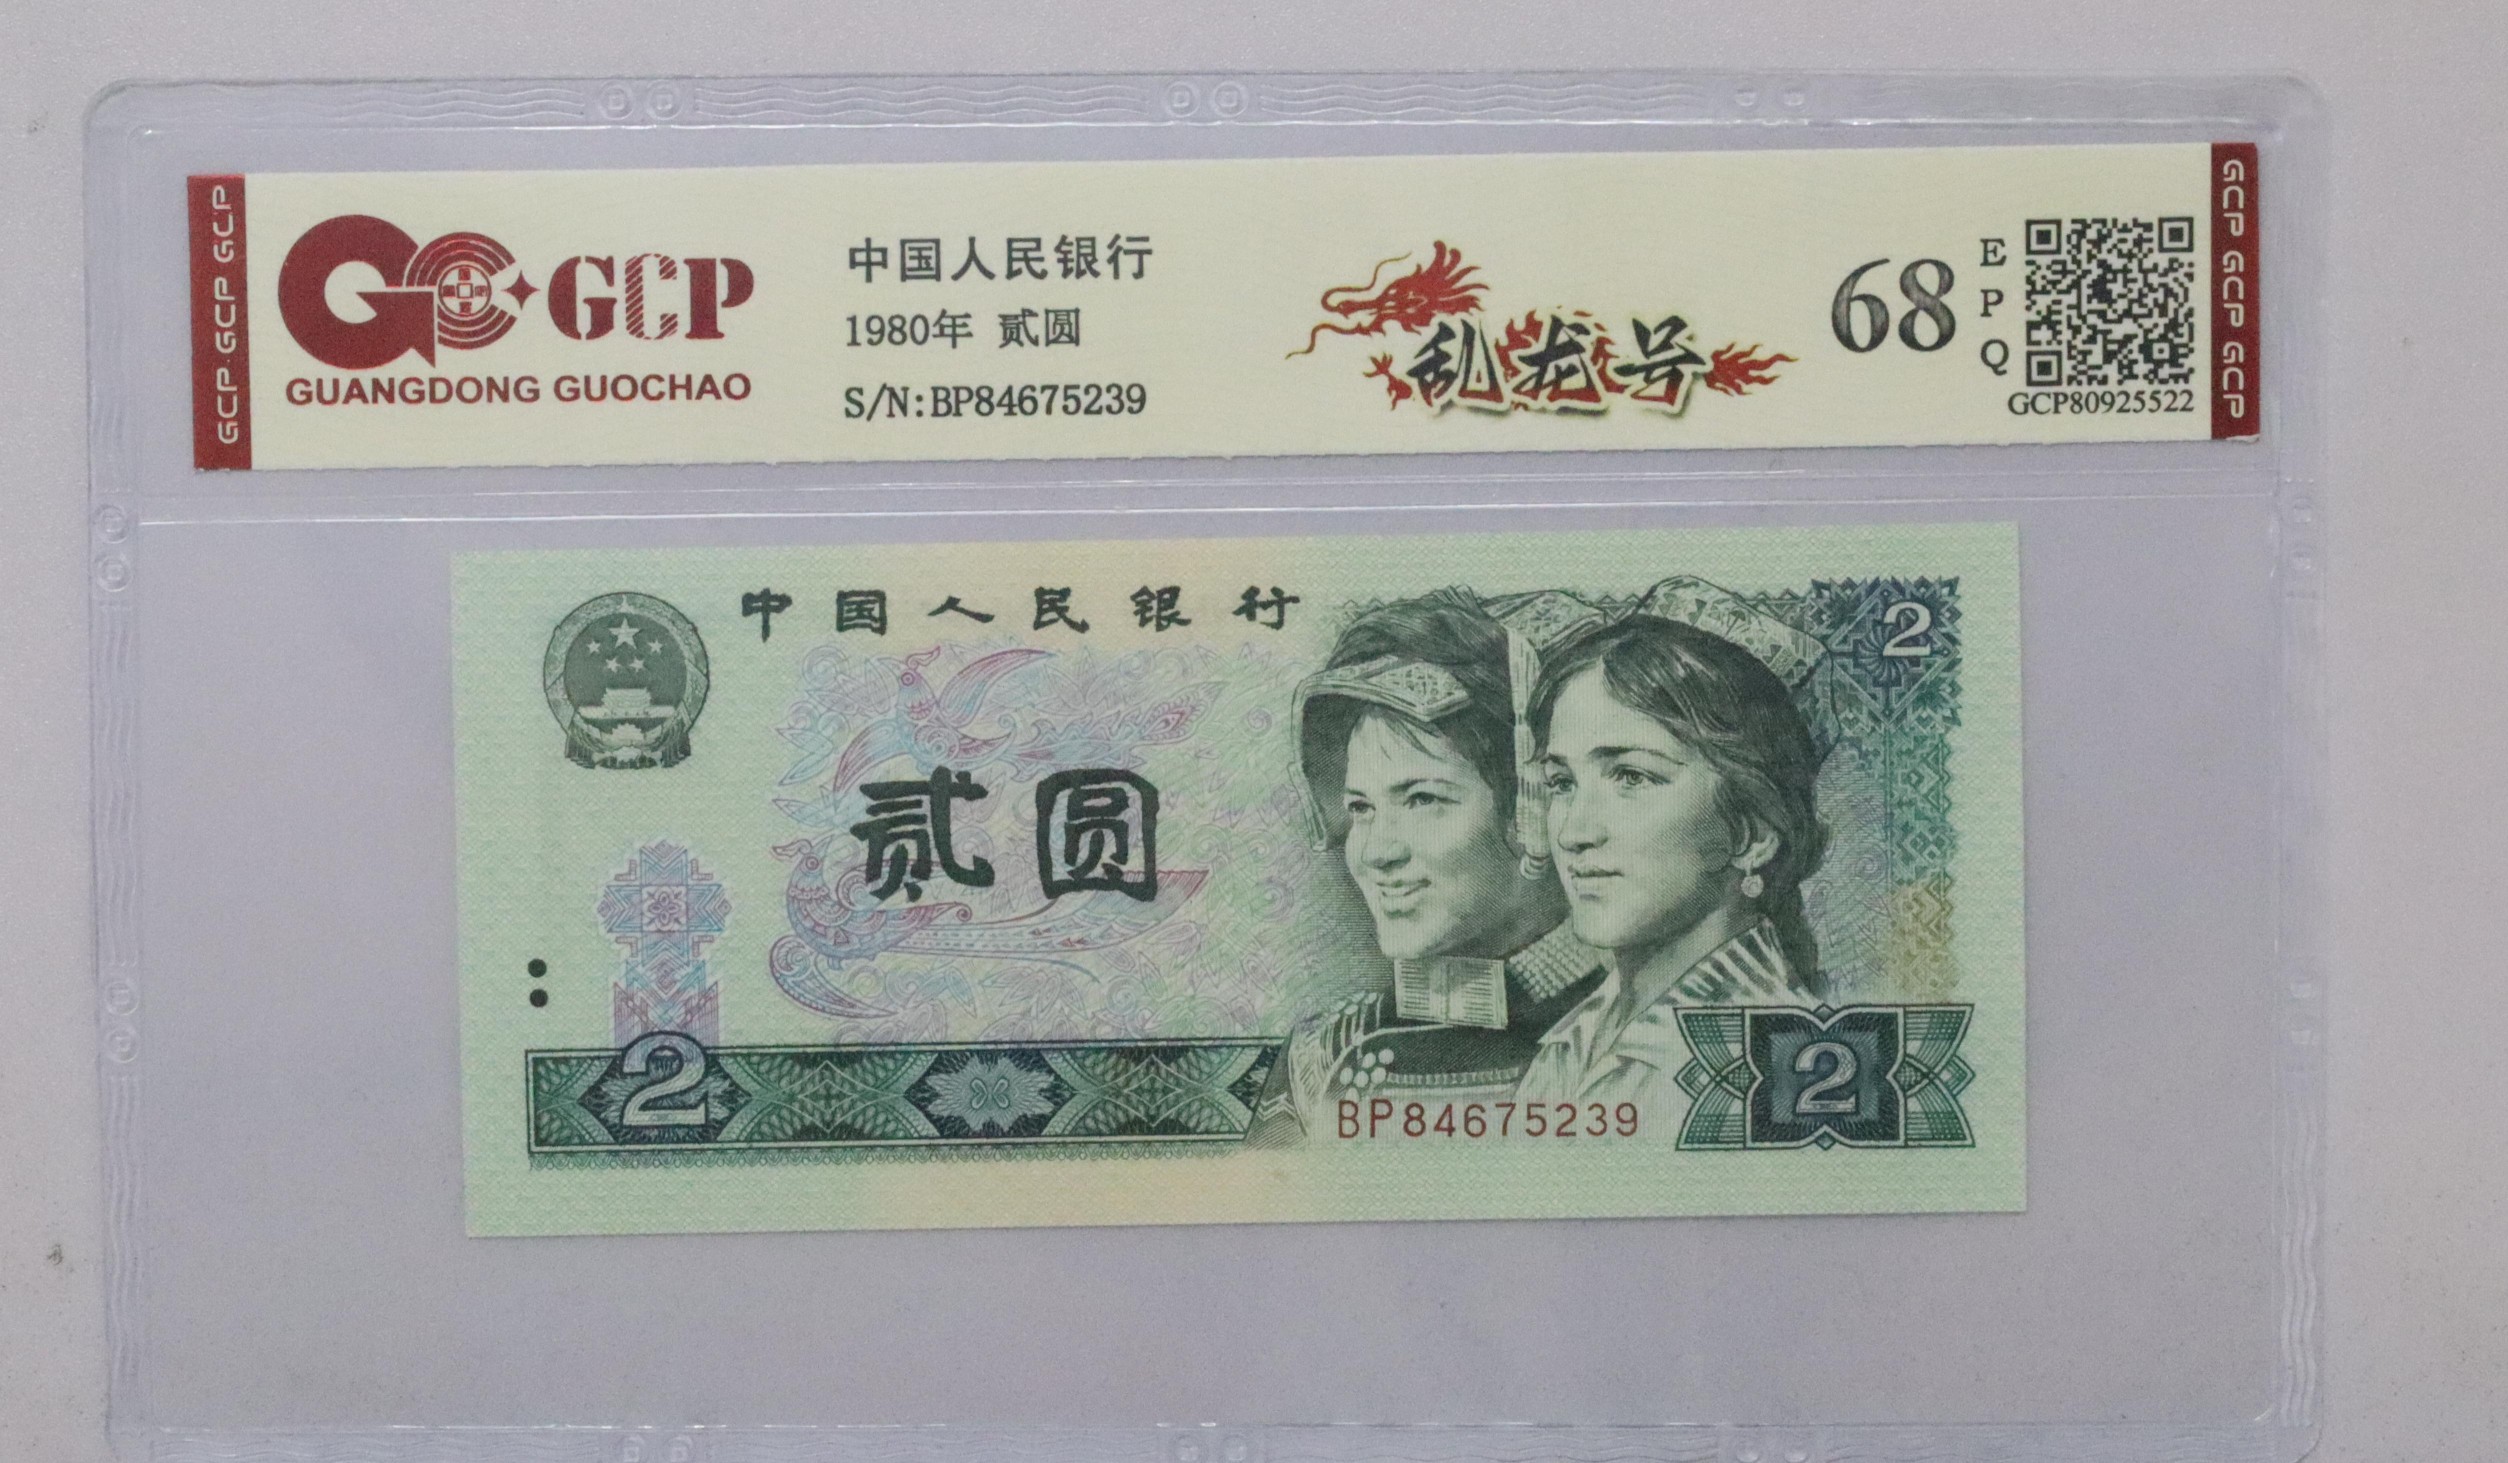 GCP·GCP GCP
GCP
GUANGDONG GUOCHAO
中国人民银行
1980年 贰圆
S/N:BP84675239
乱龙号
68
E
P
Q
GCP80925522
GCP GCP GCP
中国人民银行
2
贰圆
2
BP84675239
2